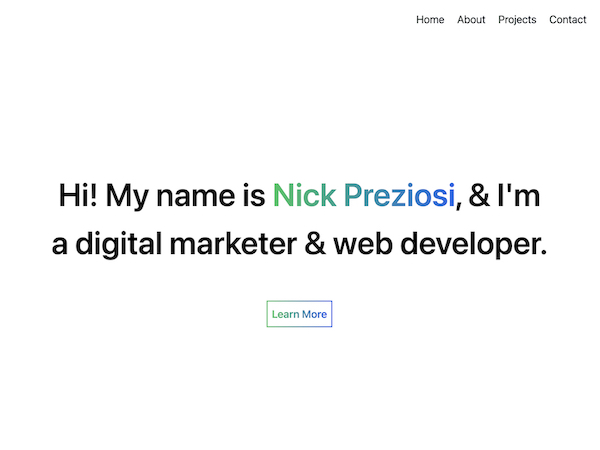 Home About Projects Contact
Hi! My name is Nick Preziosi, & I'm
a digital marketer & web developer.
Learn More